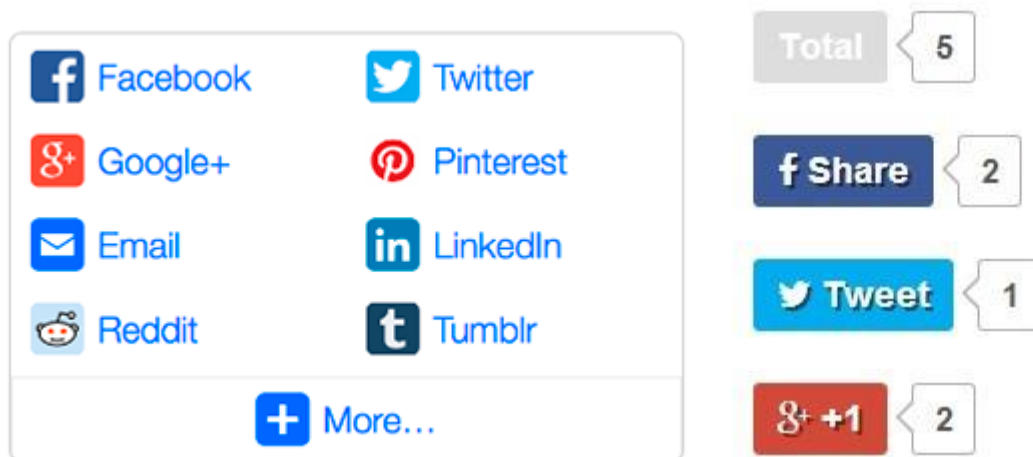 Facebook Twitter
Google+ Pinterest
Email LinkedIn
Reddit Tumblr
More...
Total 5
Share 2
Tweet 1
g+ +1 2